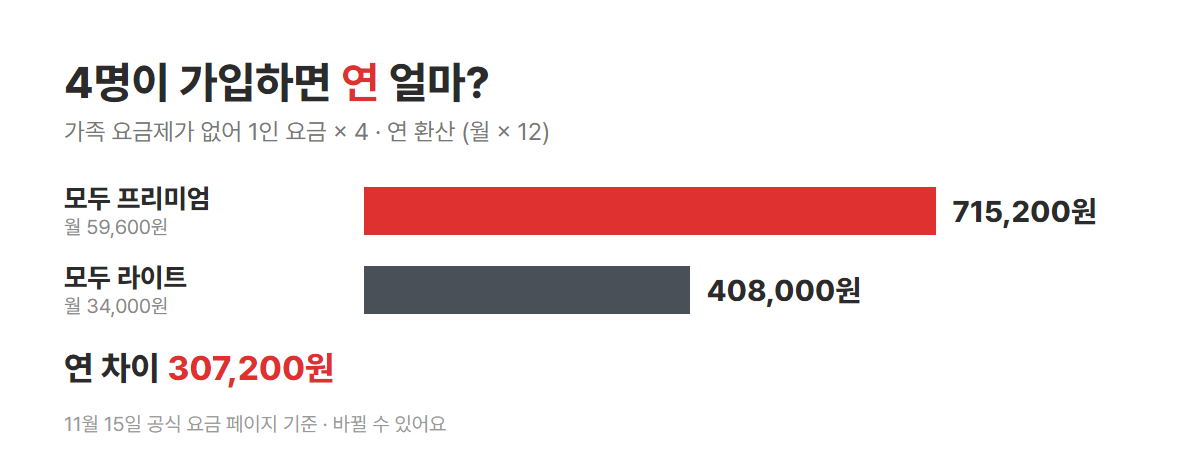 4명이 가입하면 연 얼마?
가족 요금제가 없어 1인 요금 × 4 · 연 환산 (월 × 12)
모두 프리미엄
월 59,600원
715,200원
모두 라이트
월 34,000원
408,000원
연 차이 307,200원
11월 15일 공식 요금 페이지 기준 · 바뀔 수 있어요